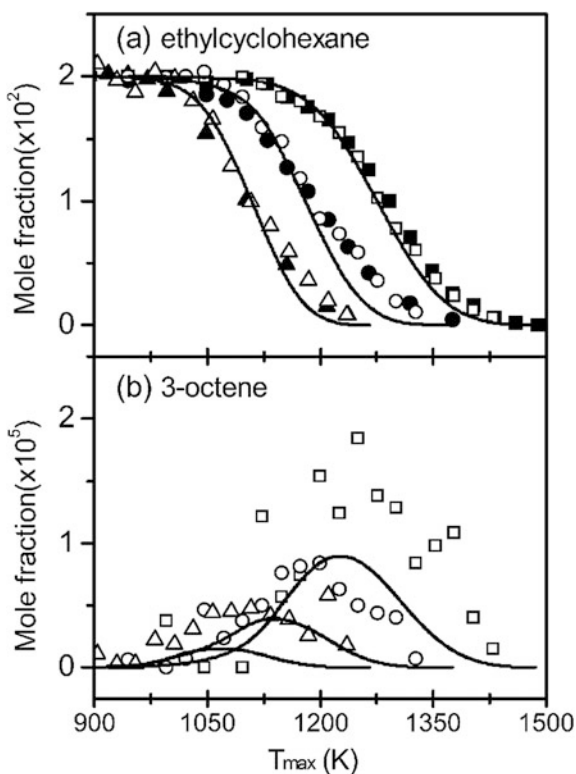 (a) ethylcyclohexane
Mole fraction(x10²)
2
1
0
(b) 3-octene
Mole fraction(x10⁵)
2
1
0
900 1050 1200 1350 1500
Tmax (K)